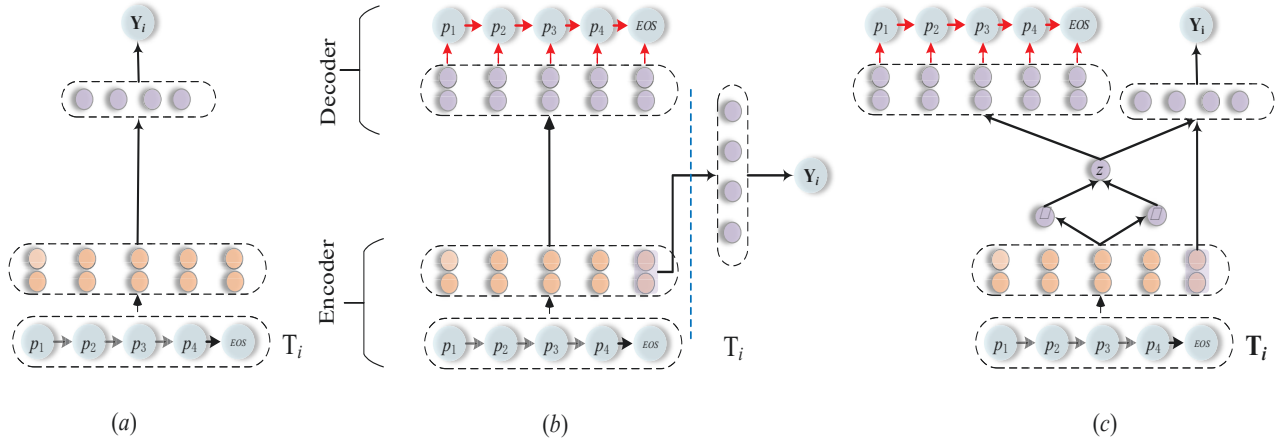 Y_i
p_1 p_2 p_3 p_4 EOS
T_i
(a)
Decoder
Encoder
p_1 p_2 p_3 p_4 EOS
Y_i
p_1 p_2 p_3 p_4 EOS
T_i
(b)
p_1 p_2 p_3 p_4 EOS
Y_i
z
p_1 p_2 p_3 p_4 EOS
T_i
(c)